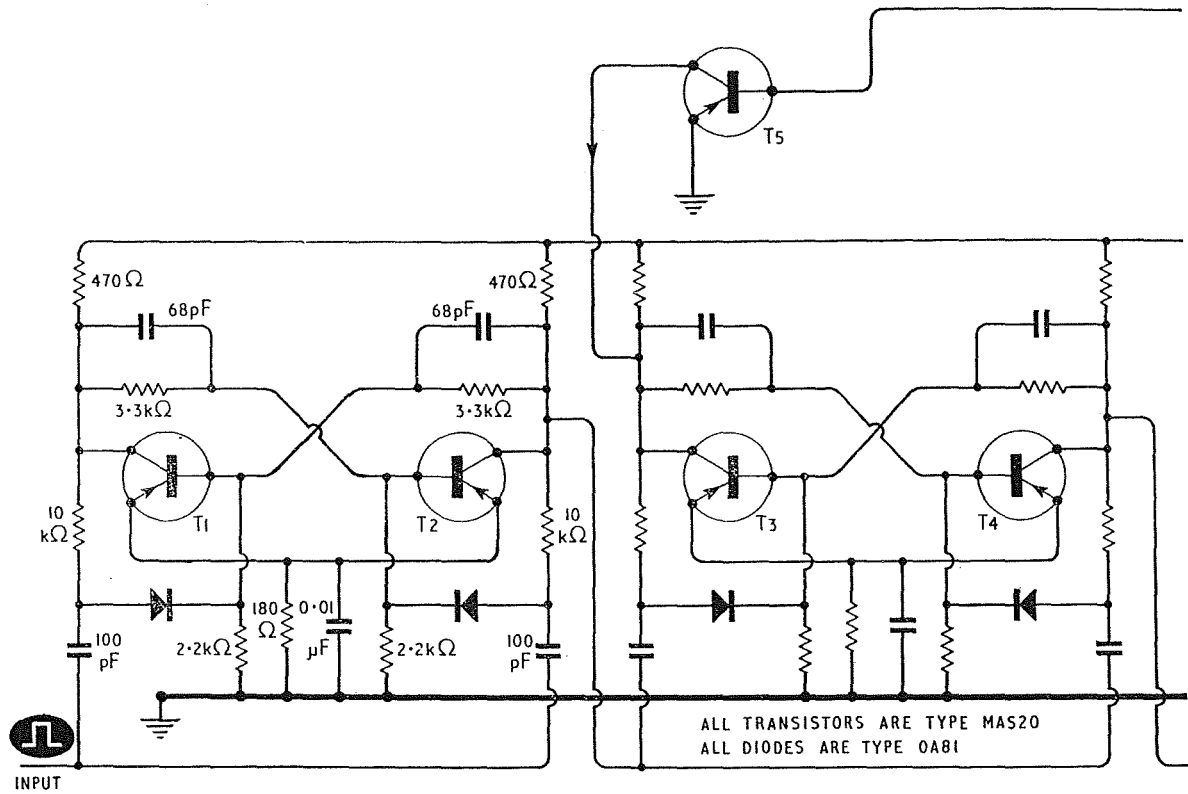 T5
470Ω
470Ω
68pF
68pF
3·3kΩ
3·3kΩ
T1
T2
T3
T4
10
kΩ
10
kΩ
180
Ω
0·01
µF
100
pF
2·2kΩ
2·2kΩ
100
pF
ALL TRANSISTORS ARE TYPE MAS20
ALL DIODES ARE TYPE OA81
INPUT